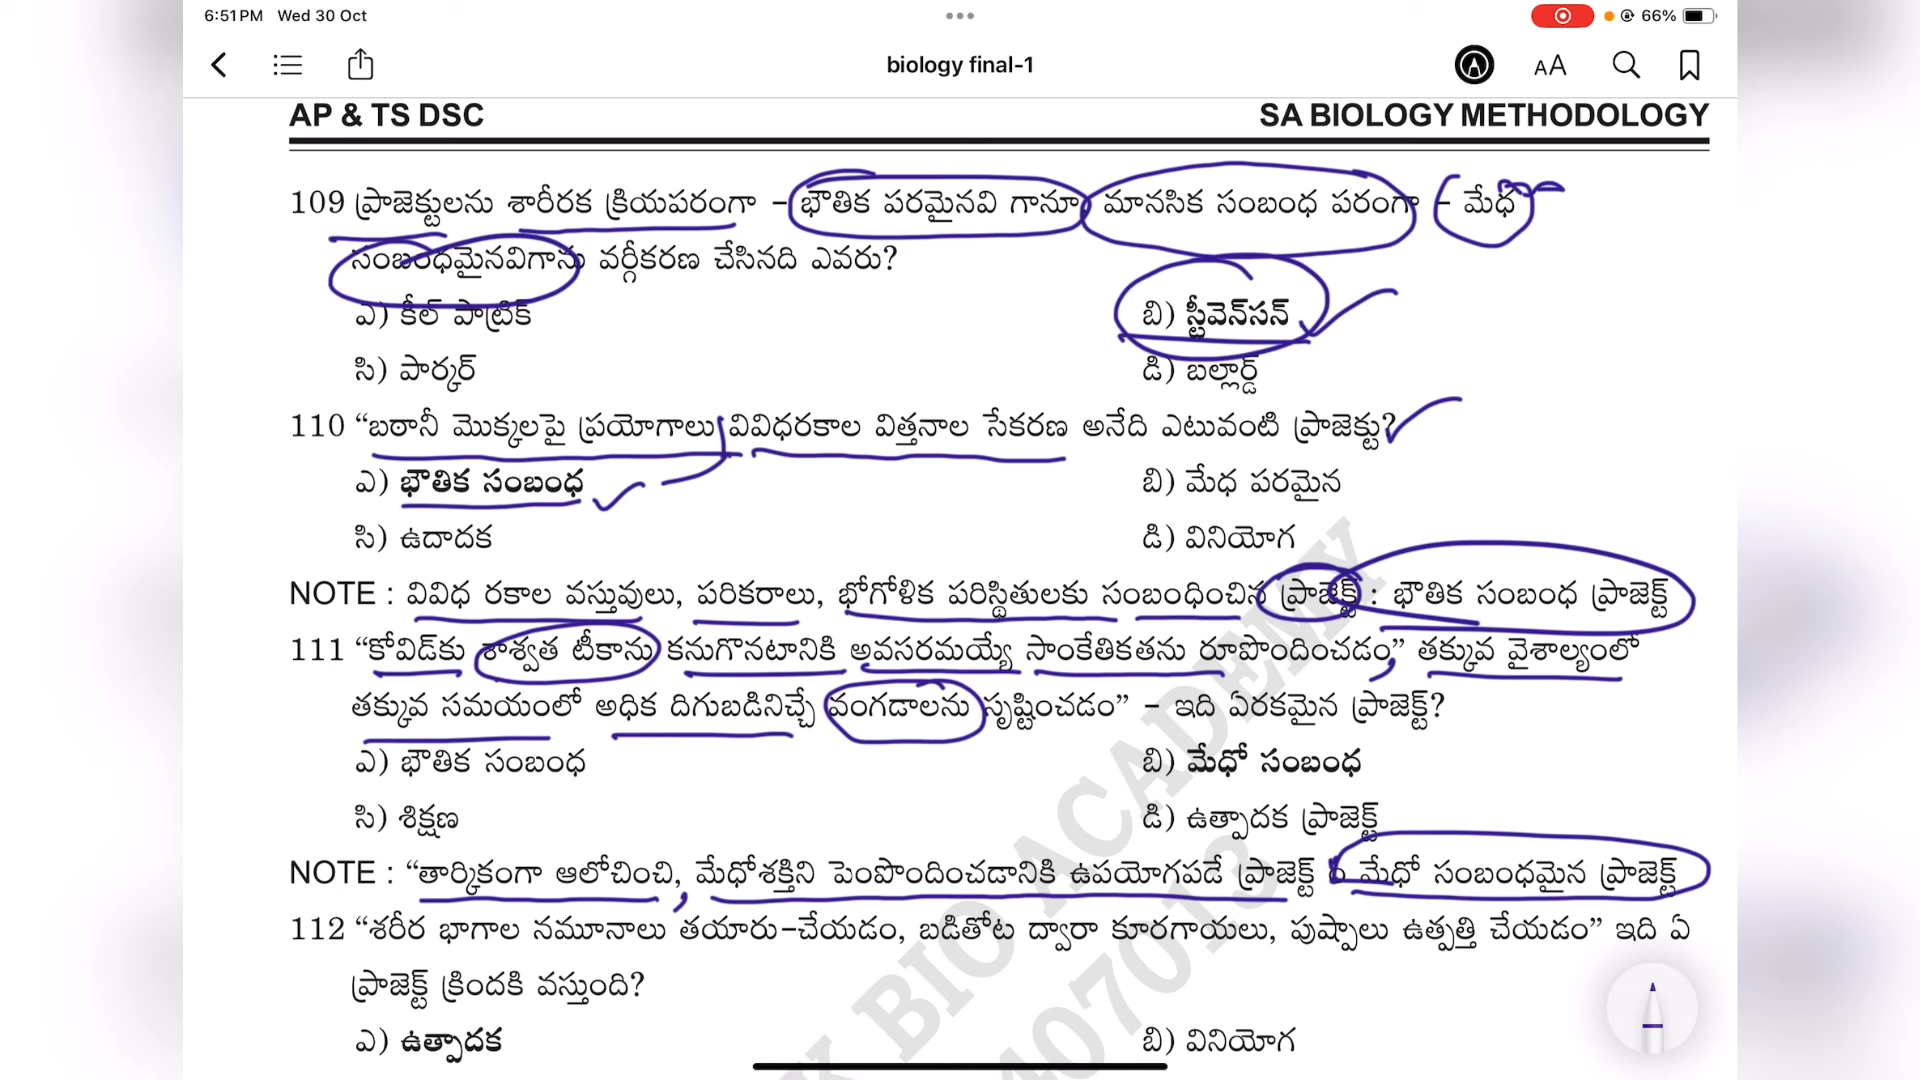 6:51 PM Wed 30 Oct
66%
biology final-1
AA
AP & TS DSC
SA BIOLOGY METHODOLOGY
109 ప్రాజెక్టులను శారీరక క్రియపరంగా – భౌతిక పరమైనవి గానూ, మానసిక సంబంధ పరంగా – మేధ
సంబంధమైనవిగాను వర్గీకరణ చేసినది ఎవరు?
ఎ) కీల్ పాట్రిక్
బి) స్టీవెన్‌సన్
సి) పార్కర్
డి) బల్లార్డ్
110 “బఠానీ మొక్కలపై ప్రయోగాలు, వివిధరకాల విత్తనాల సేకరణ అనేది ఎటువంటి ప్రాజెక్టు?
ఎ) భౌతిక సంబంధ
బి) మేధ పరమైన
సి) ఉదాదక
డి) వినియోగ
NOTE : వివిధ రకాల వస్తువులు, పరికరాలు, భోగోళిక పరిస్థితులకు సంబంధించిన ప్రాజెక్ట్ : భౌతిక సంబంధ ప్రాజెక్ట్
111 “కోవిడ్‌కు శాశ్వత టీకాను కనుగొనటానికి అవసరమయ్యే సాంకేతికతను రూపొందించడం,” తక్కువ వైశాల్యంలో
తక్కువ సమయంలో అధిక దిగుబడినిచ్చే వంగడాలను సృష్టించడం” – ఇది ఏరకమైన ప్రాజెక్ట్?
ఎ) భౌతిక సంబంధ
బి) మేధో సంబంధ
సి) శిక్షణ
డి) ఉత్పాదక ప్రాజెక్ట్
NOTE : “తార్కికంగా ఆలోచించి, మేధోశక్తిని పెంపొందించడానికి ఉపయోగపడే ప్రాజెక్ట్ : మేధో సంబంధమైన ప్రాజెక్ట్
112 “శరీర భాగాల నమూనాలు తయారు-చేయడం, బడితోట ద్వారా కూరగాయలు, పుష్పాలు ఉత్పత్తి చేయడం” ఇది ఏ
ప్రాజెక్ట్ క్రిందకి వస్తుంది?
ఎ) ఉత్పాదక
బి) వినియోగ
K BIO ACADEMY
407013